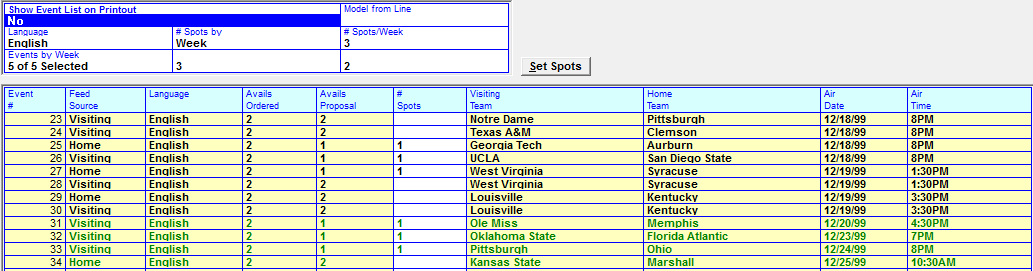 Show Event List on Printout Model from Line
No
Language # Spots by # Spots/Week
English Week 3
Events by Week
5 of 5 Selected 3 2
Set Spots
Event Feed Language Avails Avails # Visiting Home Air Air
# Source Ordered Proposal Spots Team Team Date Time
23 Visiting English 2 2 Notre Dame Pittsburgh 12/18/99 8PM
24 Visiting English 2 2 Texas A&M Clemson 12/18/99 8PM
25 Home English 2 1 1 Georgia Tech Aurburn 12/18/99 8PM
26 Visiting English 2 1 1 UCLA San Diego State 12/18/99 8PM
27 Home English 2 1 1 West Virginia Syracuse 12/19/99 1:30PM
28 Visiting English 2 2 West Virginia Syracuse 12/19/99 1:30PM
29 Home English 2 2 Louisville Kentucky 12/19/99 3:30PM
30 Visiting English 2 2 Louisville Kentucky 12/19/99 3:30PM
31 Visiting English 2 1 1 Ole Miss Memphis 12/20/99 4:30PM
32 Visiting English 2 1 1 Oklahoma State Florida Atlantic 12/23/99 7PM
33 Visiting English 2 1 1 Pittsburgh Ohio 12/24/99 8PM
34 Home English 2 2 Kansas State Marshall 12/25/99 10:30AM